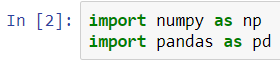 In [2]: import numpy as np
import pandas as pd